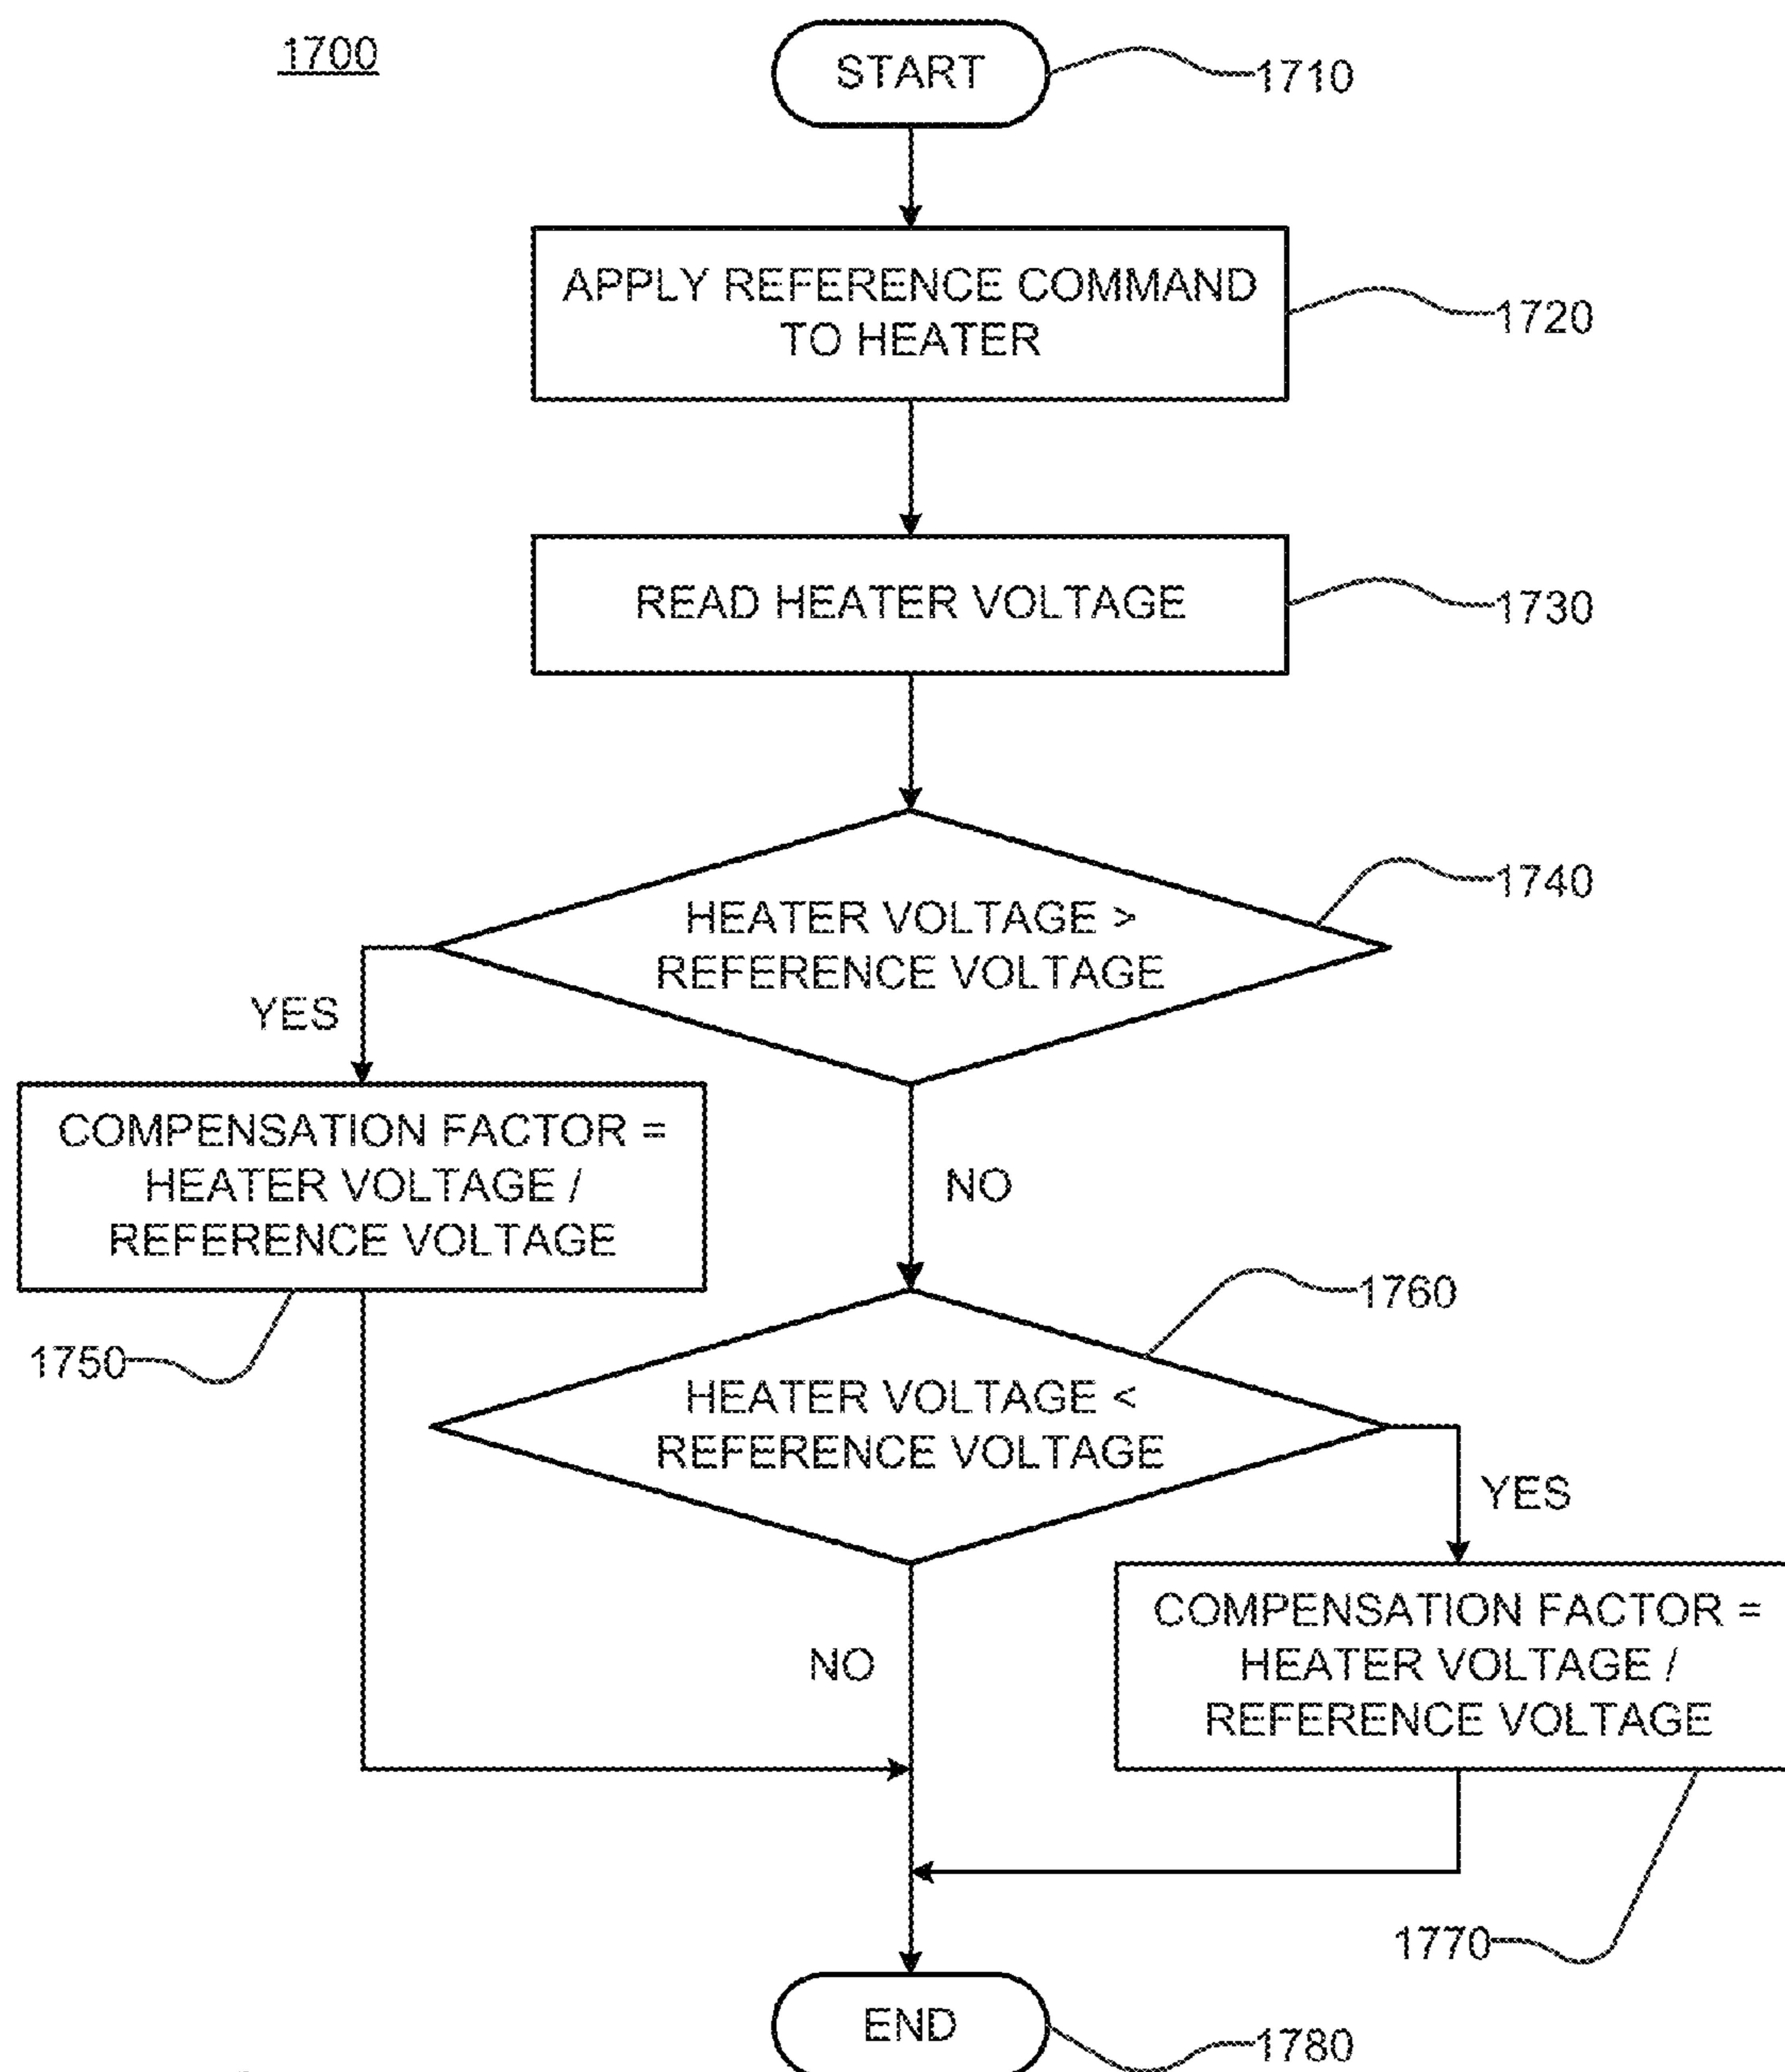 1700
START
1710
APPLY REFERENCE COMMAND
TO HEATER
1720
READ HEATER VOLTAGE
1730
HEATER VOLTAGE >
REFERENCE VOLTAGE
1740
YES
COMPENSATION FACTOR =
HEATER VOLTAGE /
REFERENCE VOLTAGE
1750
NO
HEATER VOLTAGE <
REFERENCE VOLTAGE
1760
YES
COMPENSATION FACTOR =
HEATER VOLTAGE /
REFERENCE VOLTAGE
1770
NO
END
1780